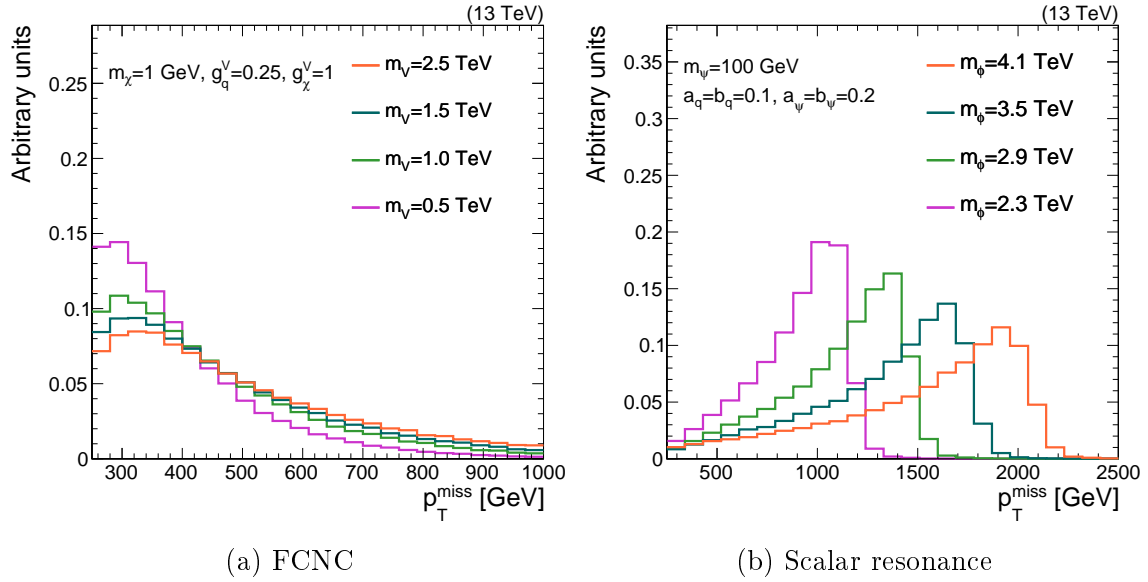 (13 TeV)
Arbitrary units
m_χ=1 GeV, g_q^V=0.25, g_χ^V=1
m_V=2.5 TeV
m_V=1.5 TeV
m_V=1.0 TeV
m_V=0.5 TeV
0.25
0.2
0.15
0.1
0.05
0
300 400 500 600 700 800 900 1000
p_T^miss [GeV]
(a) FCNC
(13 TeV)
Arbitrary units
m_ψ=100 GeV
a_q=b_q=0.1, a_ψ=b_ψ=0.2
m_ϕ=4.1 TeV
m_ϕ=3.5 TeV
m_ϕ=2.9 TeV
m_ϕ=2.3 TeV
0.35
0.3
0.25
0.2
0.15
0.1
0.05
0
500 1000 1500 2000 2500
p_T^miss [GeV]
(b) Scalar resonance